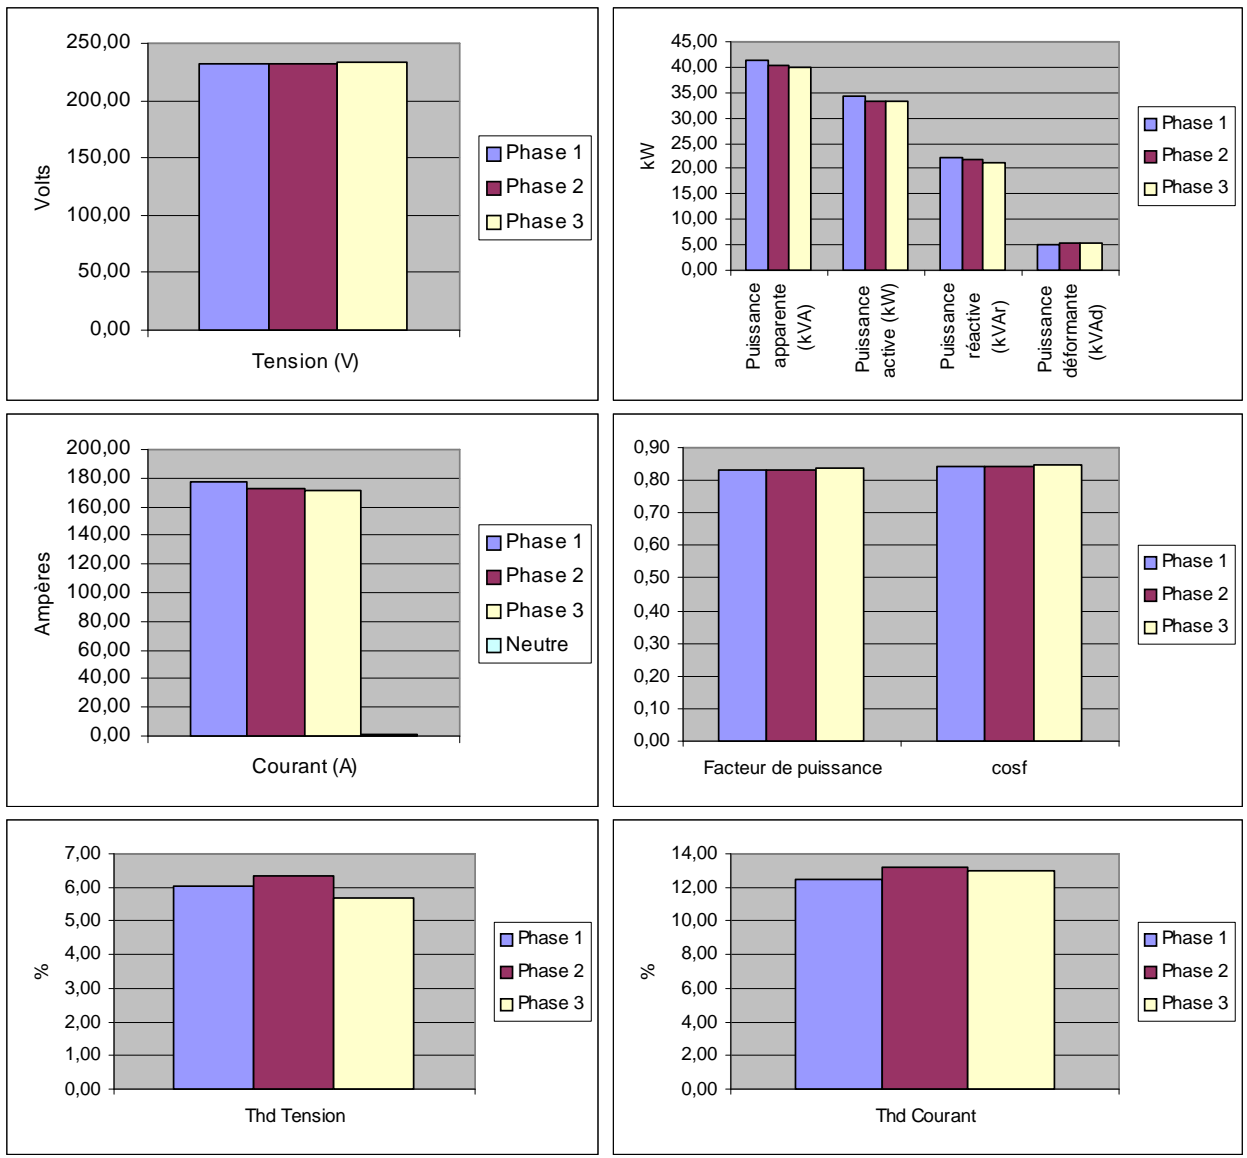 250,00
200,00
150,00
100,00
50,00
0,00
Volts
Tension (V)
Phase 1
Phase 2
Phase 3
45,00
40,00
35,00
30,00
25,00
20,00
15,00
10,00
5,00
0,00
kW
Puissance
apparente
(kVA)
Puissance
active (kW)
Puissance
réactive
(kVAr)
Puissance
déformante
(kVAd)
Phase 1
Phase 2
Phase 3
200,00
180,00
160,00
140,00
120,00
100,00
80,00
60,00
40,00
20,00
0,00
Ampères
Courant (A)
Phase 1
Phase 2
Phase 3
Neutre
0,90
0,80
0,70
0,60
0,50
0,40
0,30
0,20
0,10
0,00
Facteur de puissance
cosf
Phase 1
Phase 2
Phase 3
7,00
6,00
5,00
4,00
3,00
2,00
1,00
0,00
%
Thd Tension
Phase 1
Phase 2
Phase 3
14,00
12,00
10,00
8,00
6,00
4,00
2,00
0,00
%
Thd Courant
Phase 1
Phase 2
Phase 3